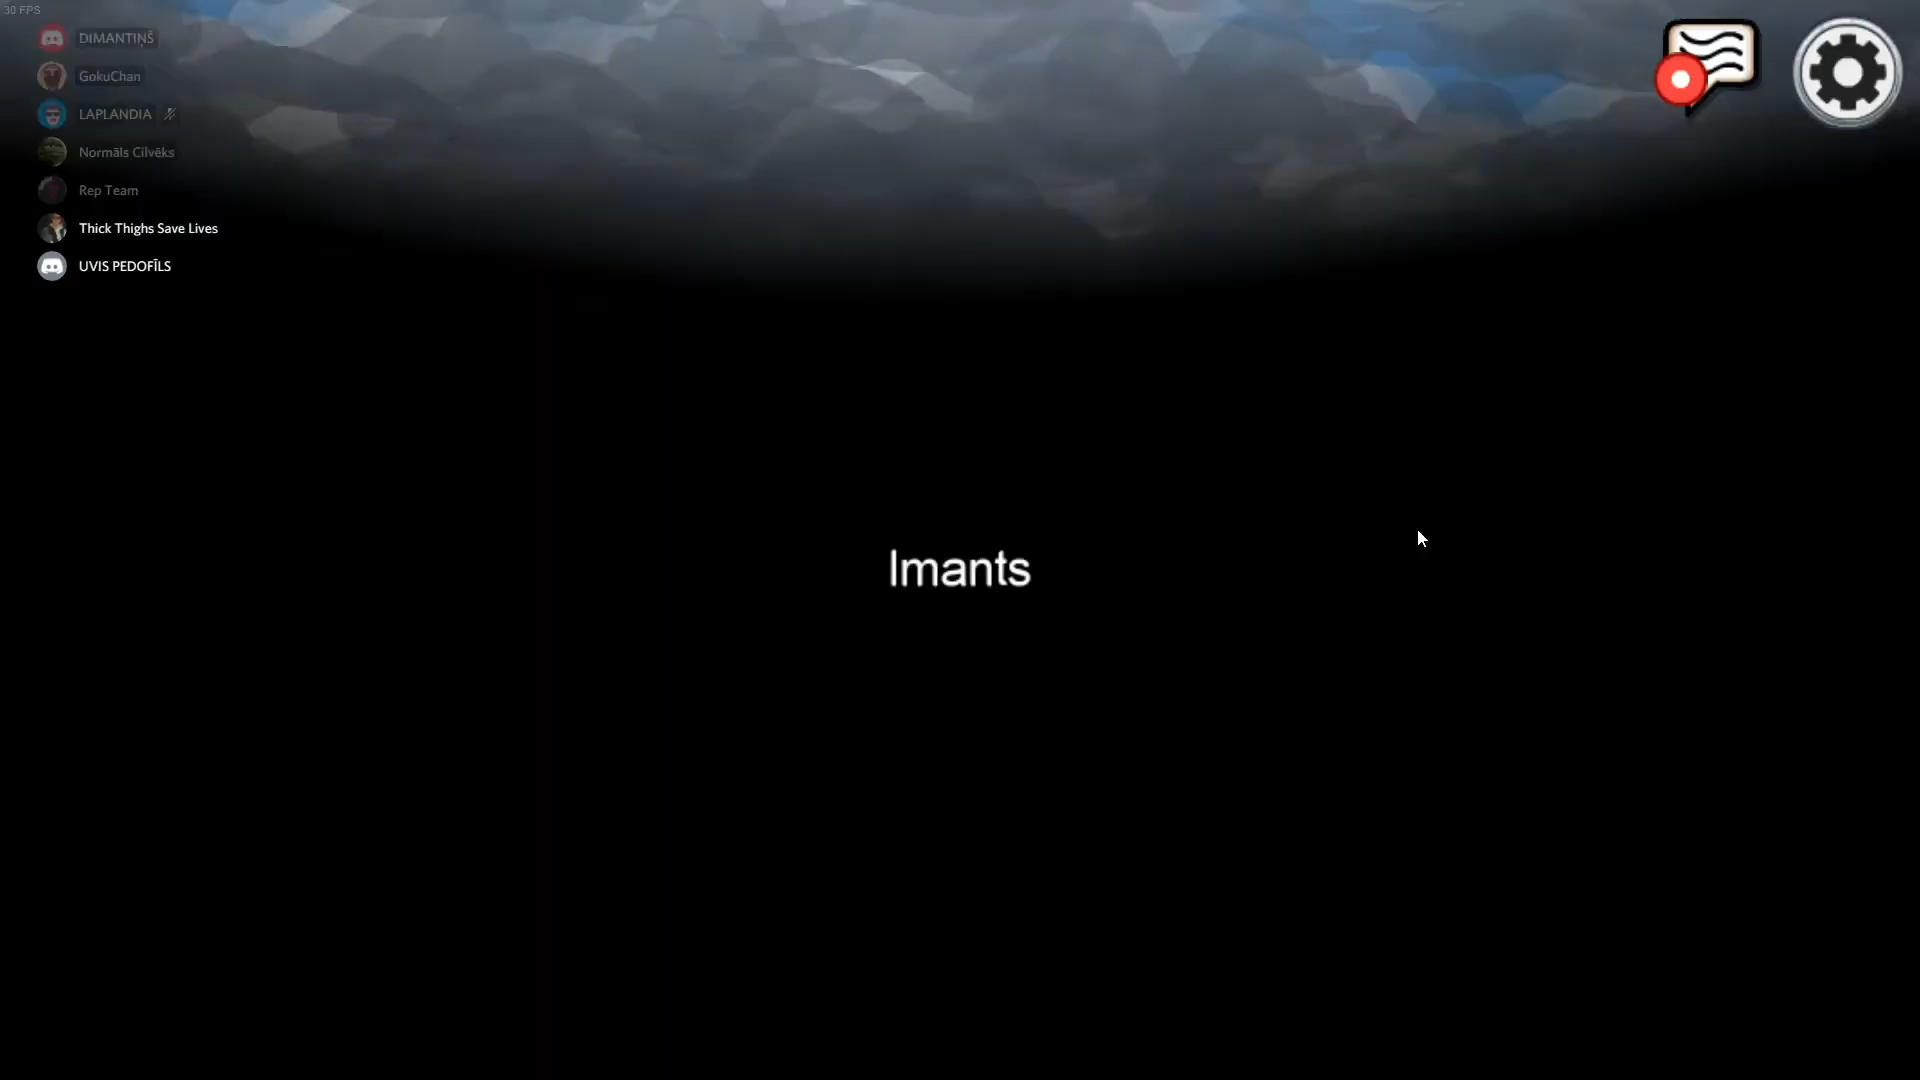 30 FPS
DIMANTIŅŠ
GokuChan
LAPLANDIA
Normāls Cilvēks
Rep Team
Thick Thighs Save Lives
UVIS PEDOFĪLS
Imants